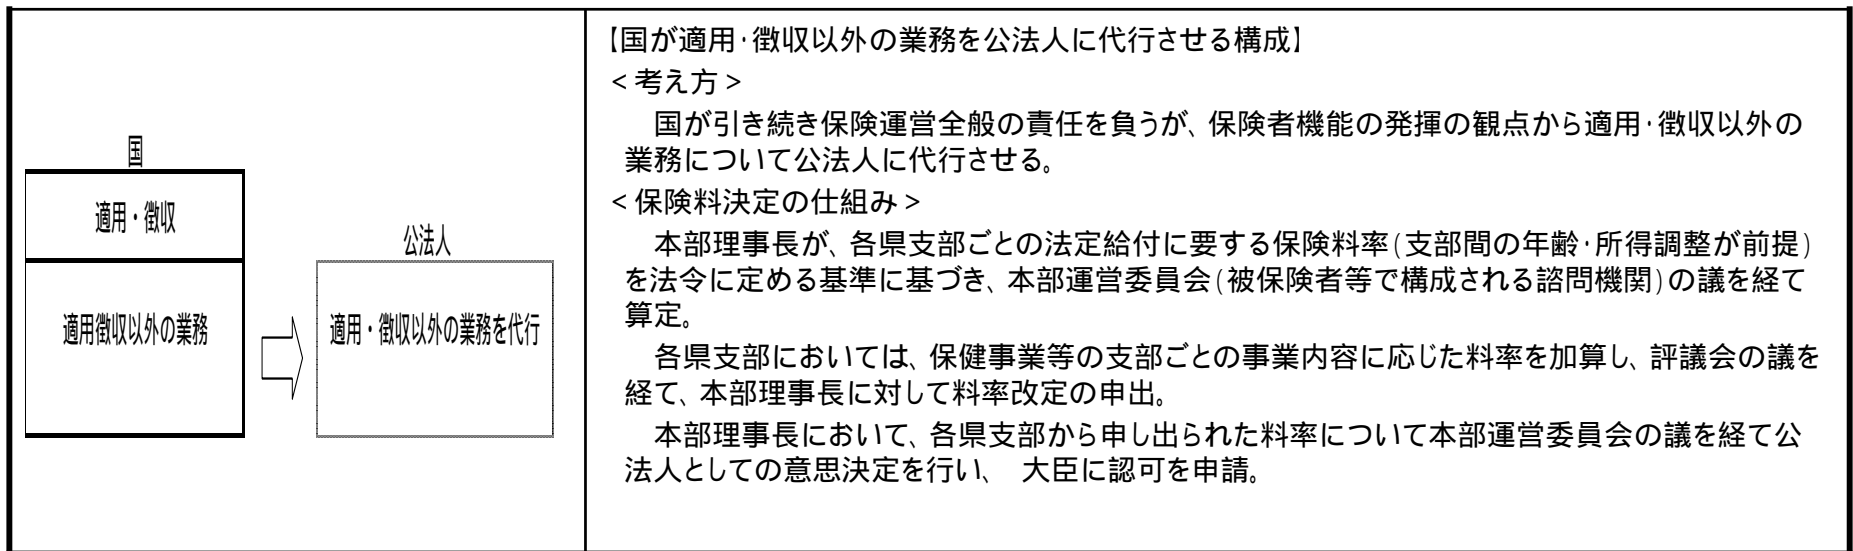 国
適用・徴収
適用徴収以外の業務
公法人
適用・徴収以外の業務を代行
【国が適用・徴収以外の業務を公法人に代行させる構成】
<考え方>
国が引き続き保険運営全般の責任を負うが、保険者機能の発揮の観点から適用・徴収以外の
業務について公法人に代行させる。
<保険料決定の仕組み>
本部理事長が、各県支部ごとの法定給付に要する保険料率(支部間の年齢・所得調整が前提)
を法令に定める基準に基づき、本部運営委員会(被保険者等で構成される諮問機関)の議を経て
算定。
各県支部においては、保健事業等の支部ごとの事業内容に応じた料率を加算し、評議会の議を
経て、本部理事長に対して料率改定の申出。
本部理事長において、各県支部から申し出られた料率について本部運営委員会の議を経て公
法人としての意思決定を行い、 大臣に認可を申請。